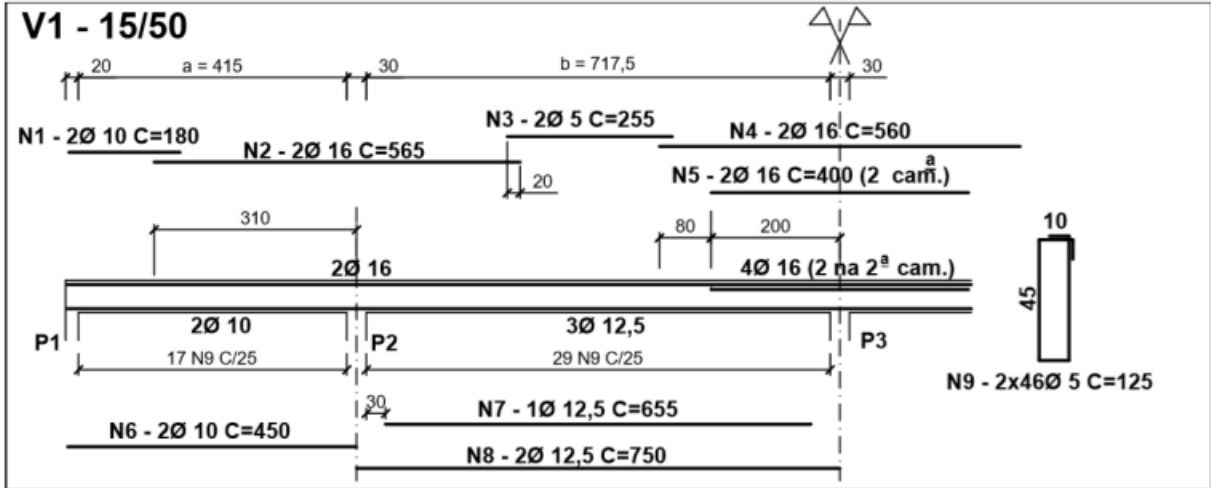 V1 - 15/50
20 a = 415 30 b = 717,5 30
N3 - 2Ø 5 C=255
N1 - 2Ø 10 C=180
N4 - 2Ø 16 C=560
N2 - 2Ø 16 C=565
N5 - 2Ø 16 C=400 (2 a cam.)
20
310
80 200
10
2Ø 16
4Ø 16 (2 na 2ª cam.)
45
2Ø 10
3Ø 12,5
P1
P2
P3
17 N9 C/25
29 N9 C/25
N9 - 2x46Ø 5 C=125
30
N7 - 1Ø 12,5 C=655
N6 - 2Ø 10 C=450
N8 - 2Ø 12,5 C=750